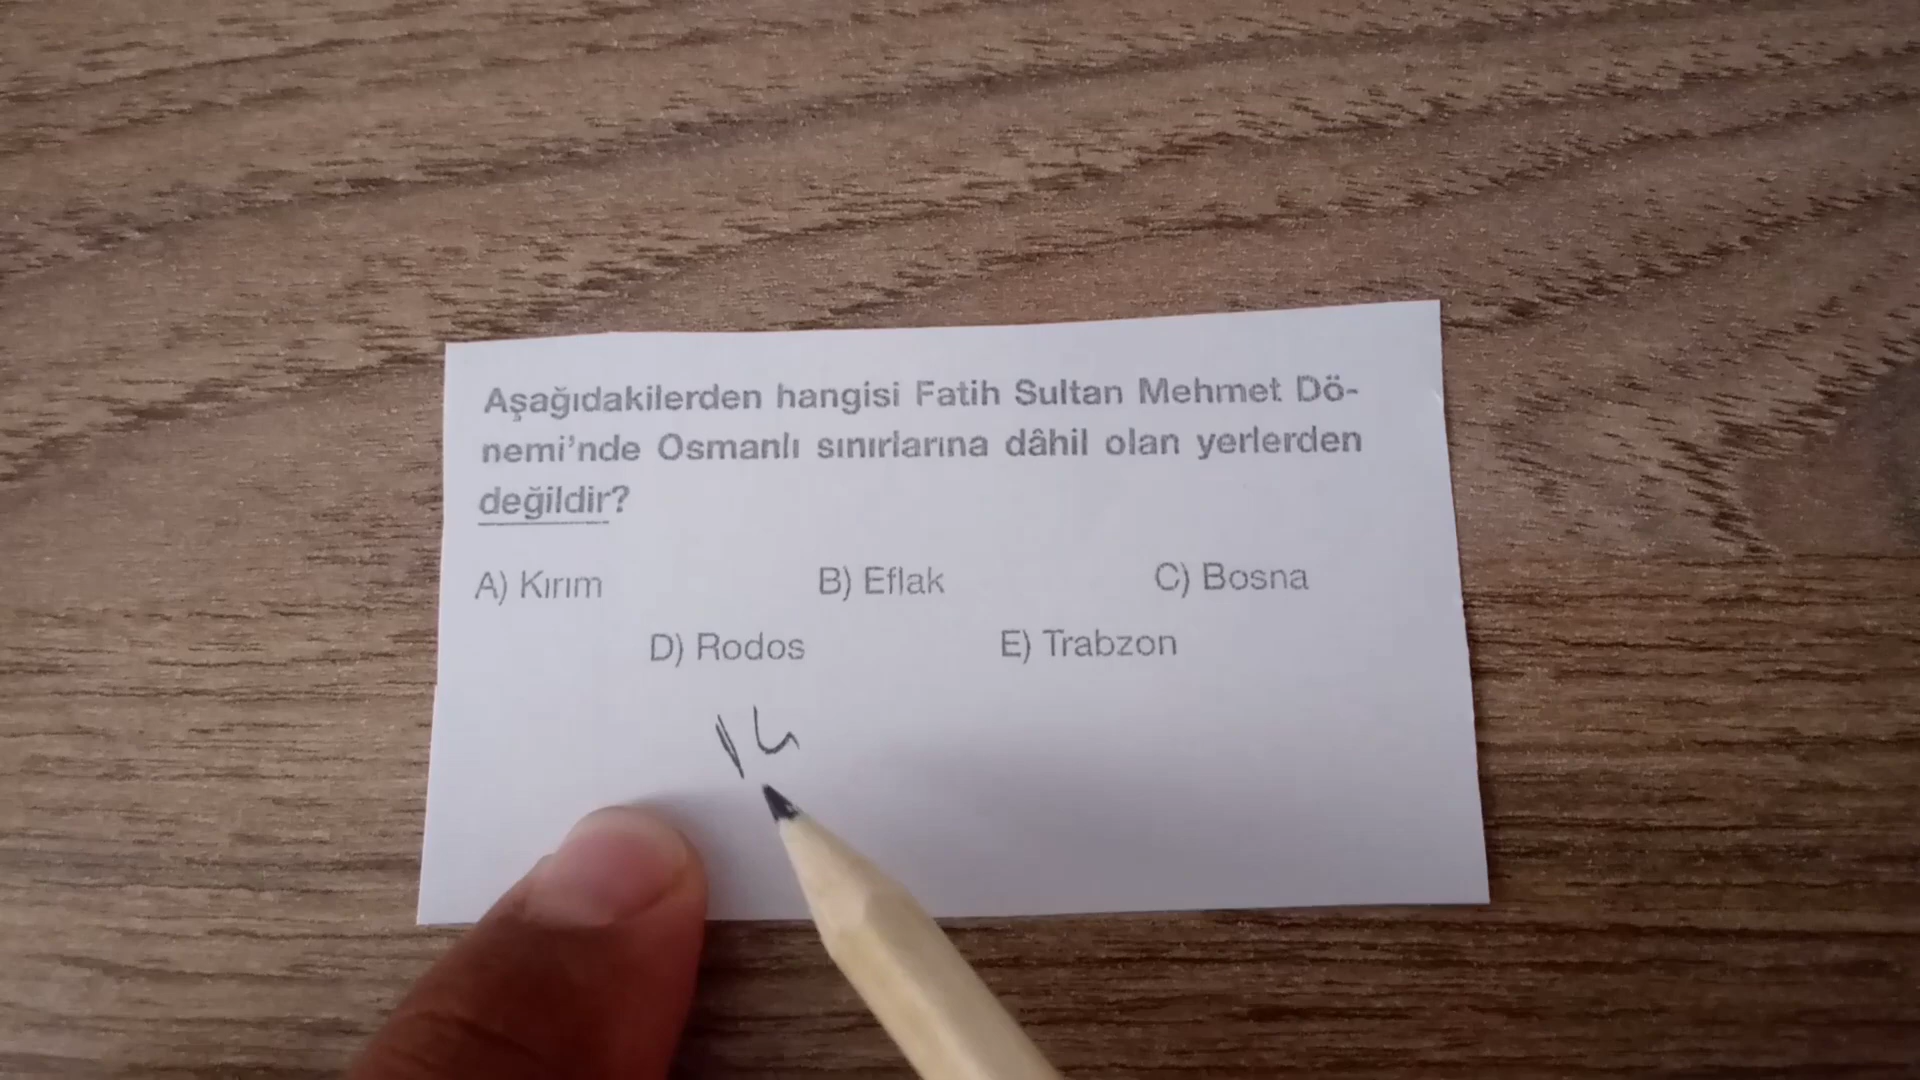 Aşağıdakilerden hangisi Fatih Sultan Mehmet Dö-
nemi'nde Osmanlı sınırlarına dâhil olan yerlerden
değildir?
A) Kırım B) Eflak C) Bosna
D) Rodos E) Trabzon